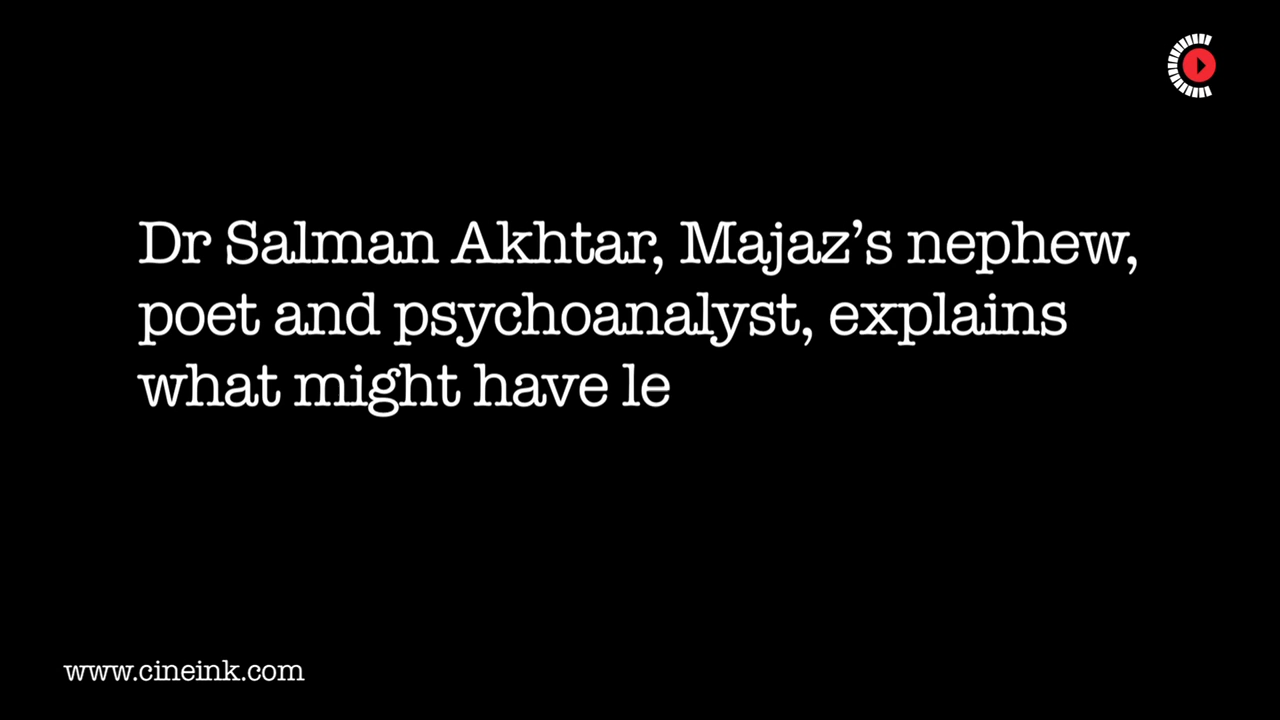 Dr Salman Akhtar, Majaz’s nephew,
poet and psychoanalyst, explains
what might have le
www.cineink.com